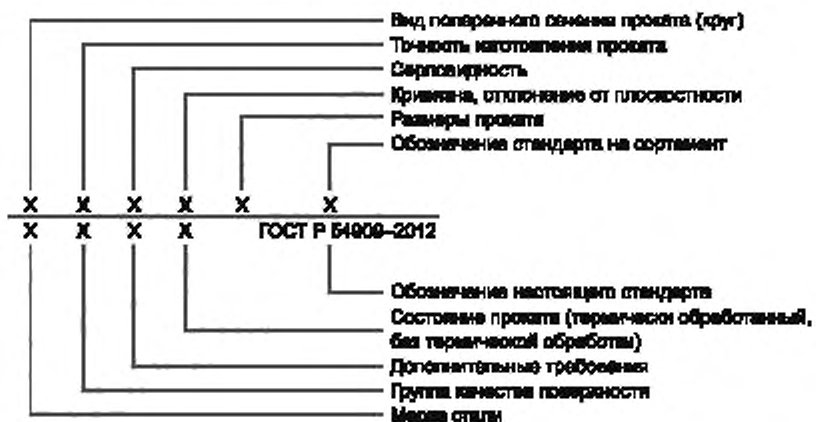 Вид поперечного сечения проката (круг)
Точность изготовления проката
Серповидность
Кривизна, отклонение от плоскостности
Размеры проката
Обозначение стандарта на сортамент
X X X X X X
X X X X ГОСТ Р 54909–2012
Обозначение настоящего стандарта
Состояние проката (термически обработанный,
без термической обработки)
Дополнительные требования
Группа качества поверхности
Марка стали